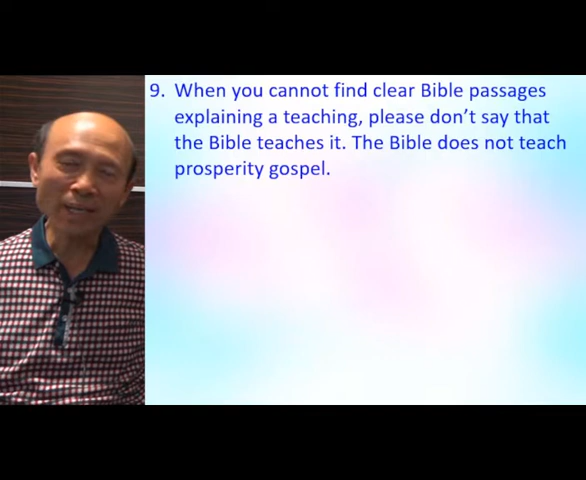 9. When you cannot find clear Bible passages
explaining a teaching, please don't say that
the Bible teaches it. The Bible does not teach
prosperity gospel.